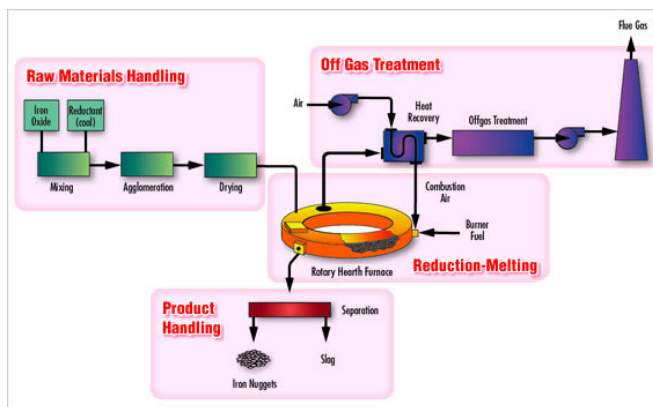 Raw Materials Handling
Iron
Oxide
Reductant
(coal)
Mixing
Agglomeration
Drying
Off Gas Treatment
Flue Gas
Air
Heat
Recovery
Offgas Treatment
Combustion
Air
Burner
Fuel
Rotary Hearth Furnace
Reduction-Melting
Product
Handling
Separation
Iron Nuggets
Slag